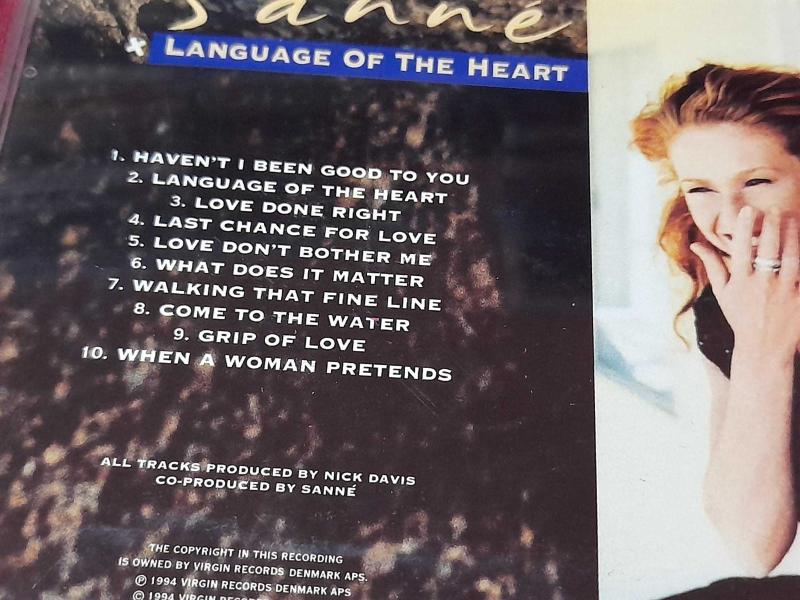 Sanné
LANGUAGE OF THE HEART
1. HAVEN'T I BEEN GOOD TO YOU
2. LANGUAGE OF THE HEART
3. LOVE DONE RIGHT
4. LAST CHANCE FOR LOVE
5. LOVE DON'T BOTHER ME
6. WHAT DOES IT MATTER
7. WALKING THAT FINE LINE
8. COME TO THE WATER
9. GRIP OF LOVE
10. WHEN A WOMAN PRETENDS
ALL TRACKS PRODUCED BY NICK DAVIS
CO-PRODUCED BY SANNÉ
THE COPYRIGHT IN THIS RECORDING
IS OWNED BY VIRGIN RECORDS DENMARK APS.
℗ 1994 VIRGIN RECORDS DENMARK APS
© 1994 VIRGIN